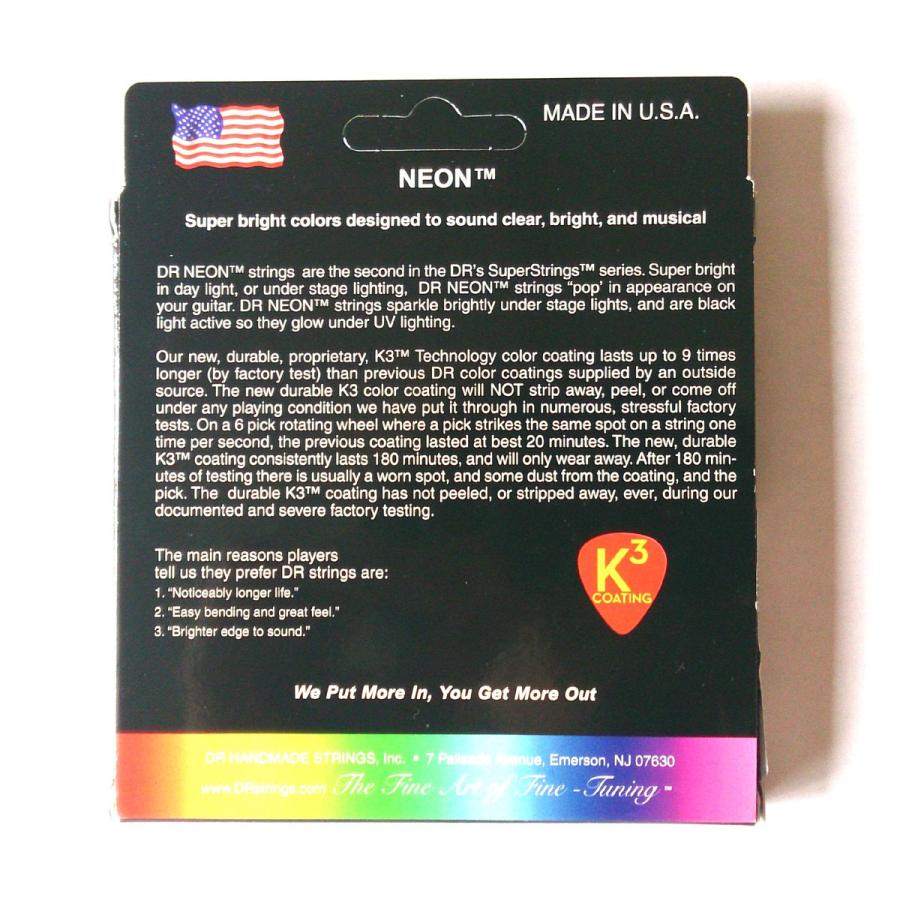 MADE IN U.S.A.
NEON™
Super bright colors designed to sound clear, bright, and musical
DR NEON™ strings are the second in the DR's SuperStrings™ series. Super bright
in day light, or under stage lighting, DR NEON™ strings "pop' in appearance on
your guitar. DR NEON™ strings sparkle brightly under stage lights, and are black
light active so they glow under UV lighting.
Our new, durable, proprietary, K3™ Technology color coating lasts up to 9 times
longer (by factory test) than previous DR color coatings supplied by an outside
source. The new durable K3 color coating will NOT strip away, peel, or come off
under any playing condition we have put it through in numerous, stressful factory
tests. On a 6 pick rotating wheel where a pick strikes the same spot on a string one
time per second, the previous coating lasted at best 20 minutes. The new, durable
K3™ coating consistently lasts 180 minutes, and will only wear away. After 180 min-
utes of testing there is usually a worn spot, and some dust from the coating, and the
pick. The durable K3™ coating has not peeled, or stripped away, ever, during our
documented and severe factory testing.
The main reasons players
tell us they prefer DR strings are:
1. "Noticeably longer life."
2. "Easy bending and great feel."
3. "Brighter edge to sound."
K3
COATING
We Put More In, You Get More Out
DR HANDMADE STRINGS, Inc. • 7 Palisade Avenue, Emerson, NJ 07630
www.DRstrings.com The Fine Art of Fine - Tuning ™